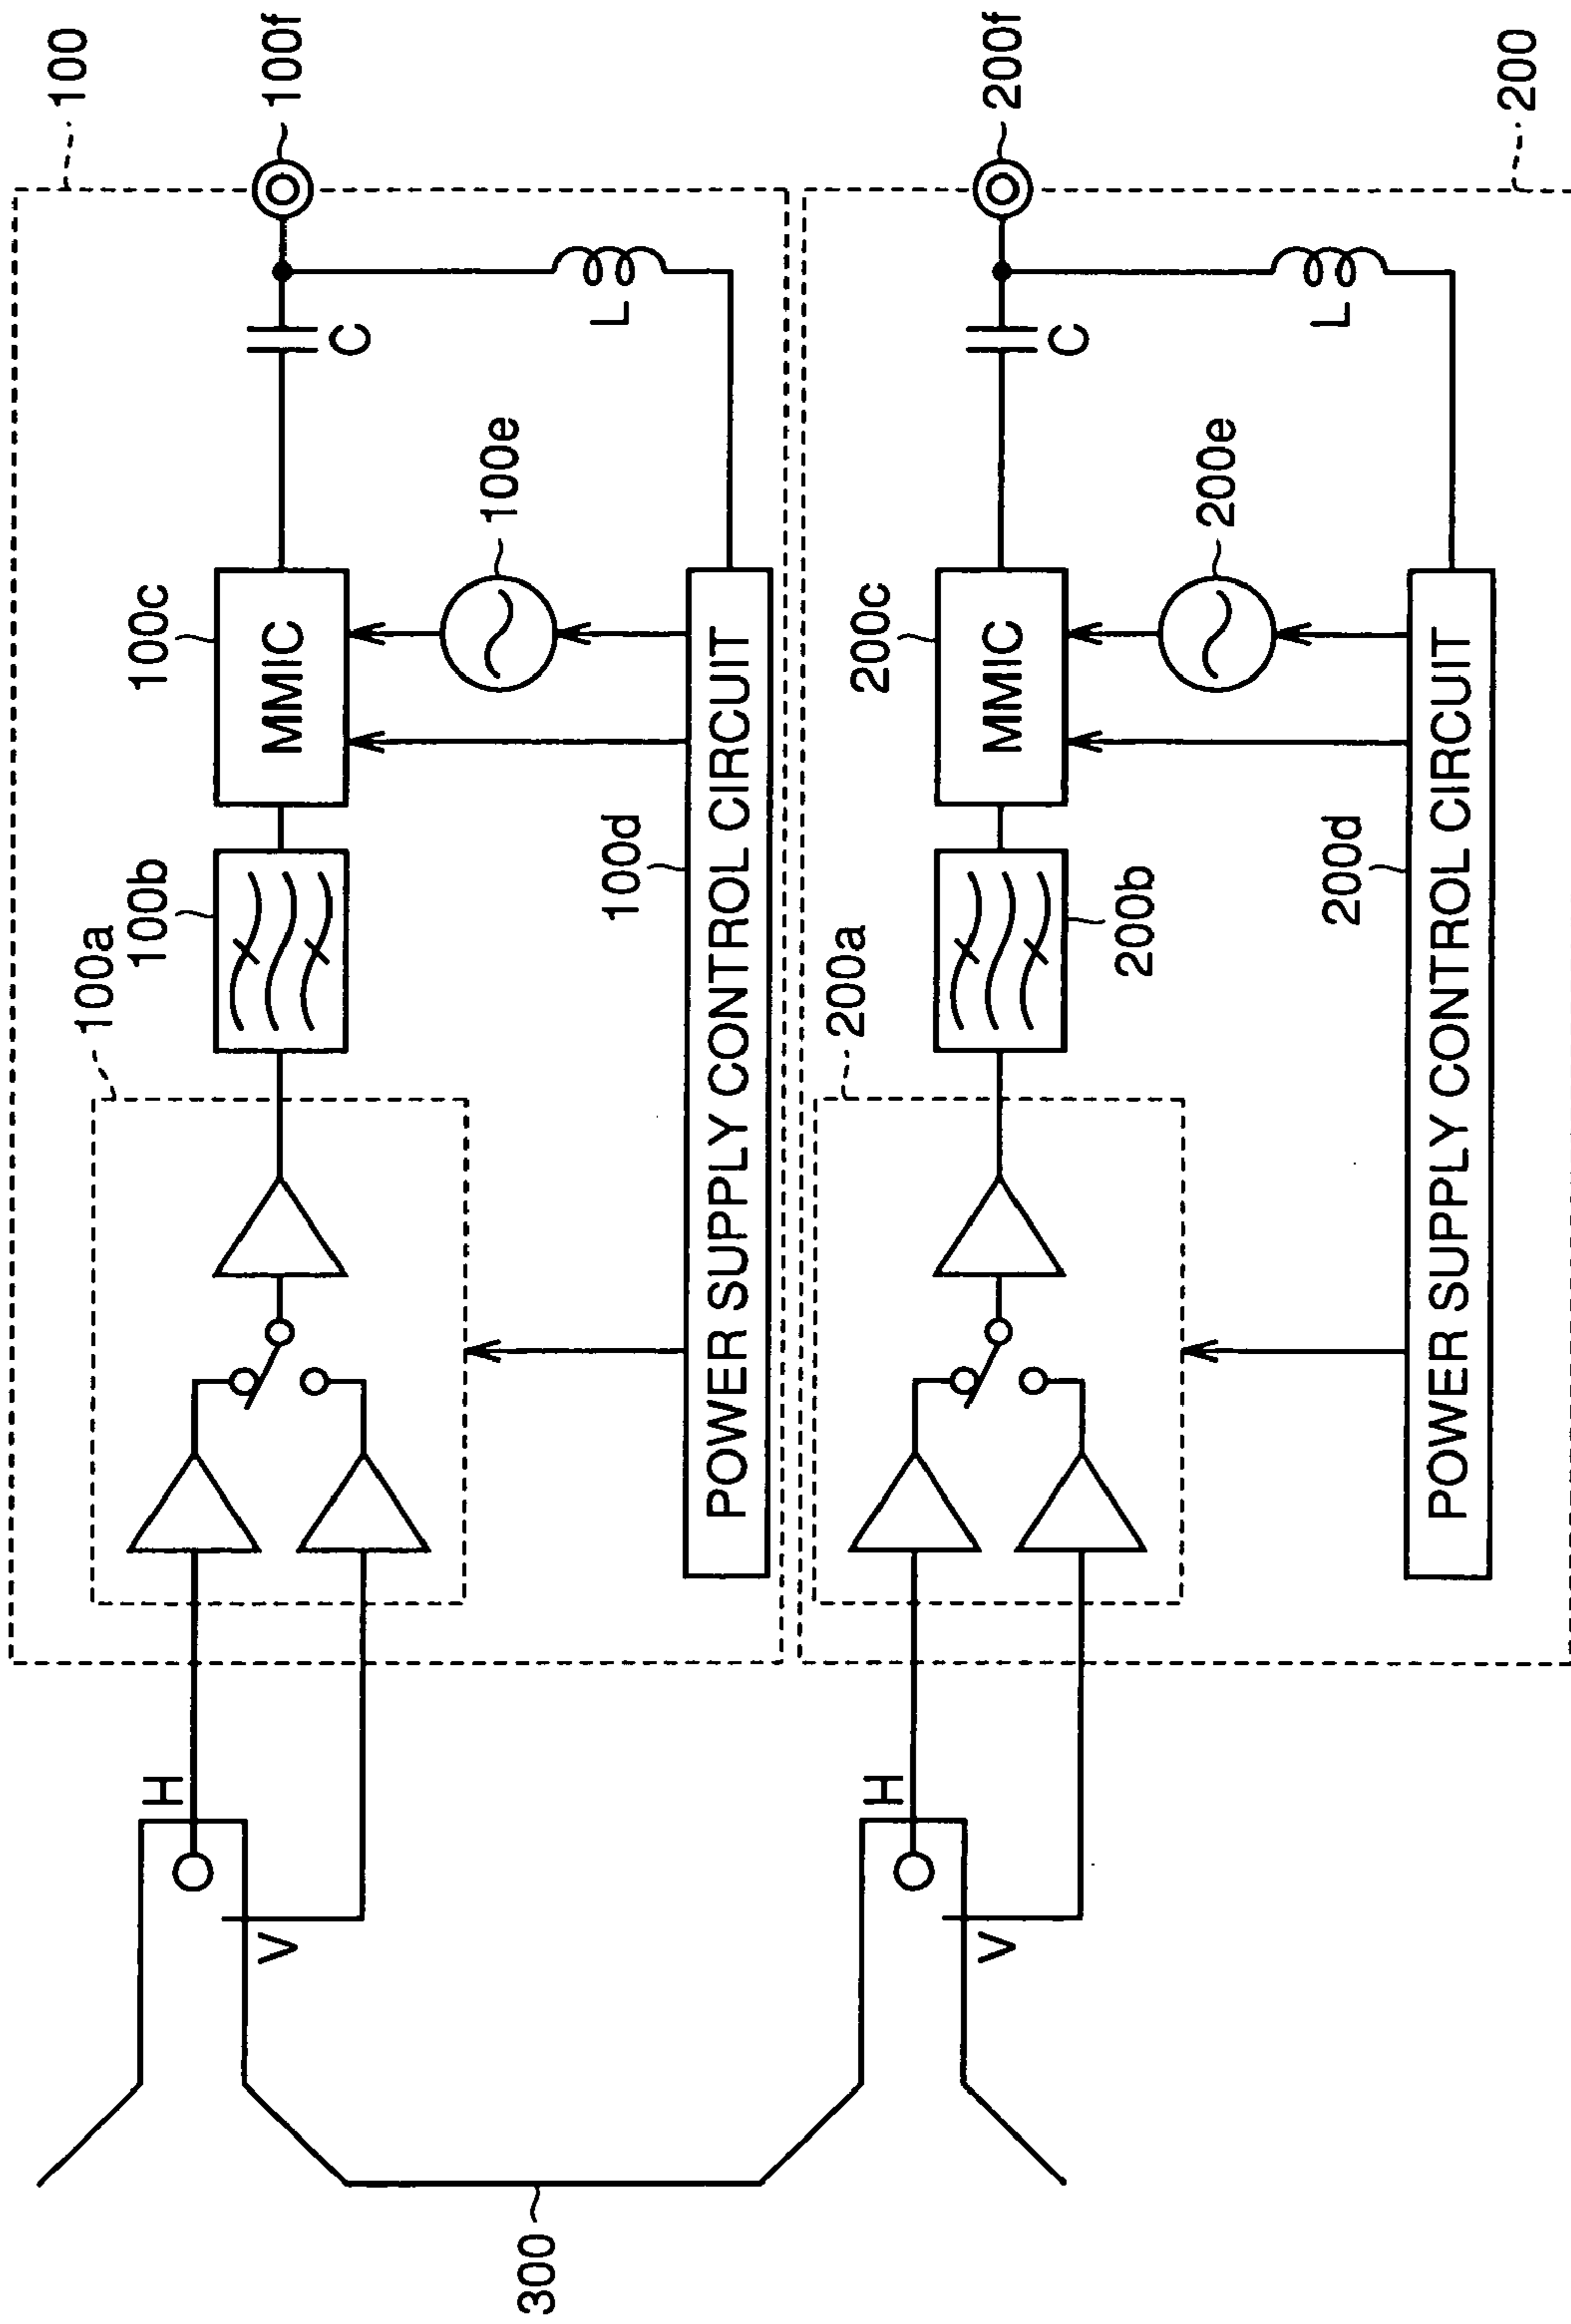 100
100f
100c
100b
100a
MMIC
C
L
100e
100d
POWER SUPPLY CONTROL CIRCUIT
H
V
300
200
200f
200c
200b
200a
MMIC
C
L
200e
200d
POWER SUPPLY CONTROL CIRCUIT
H
V